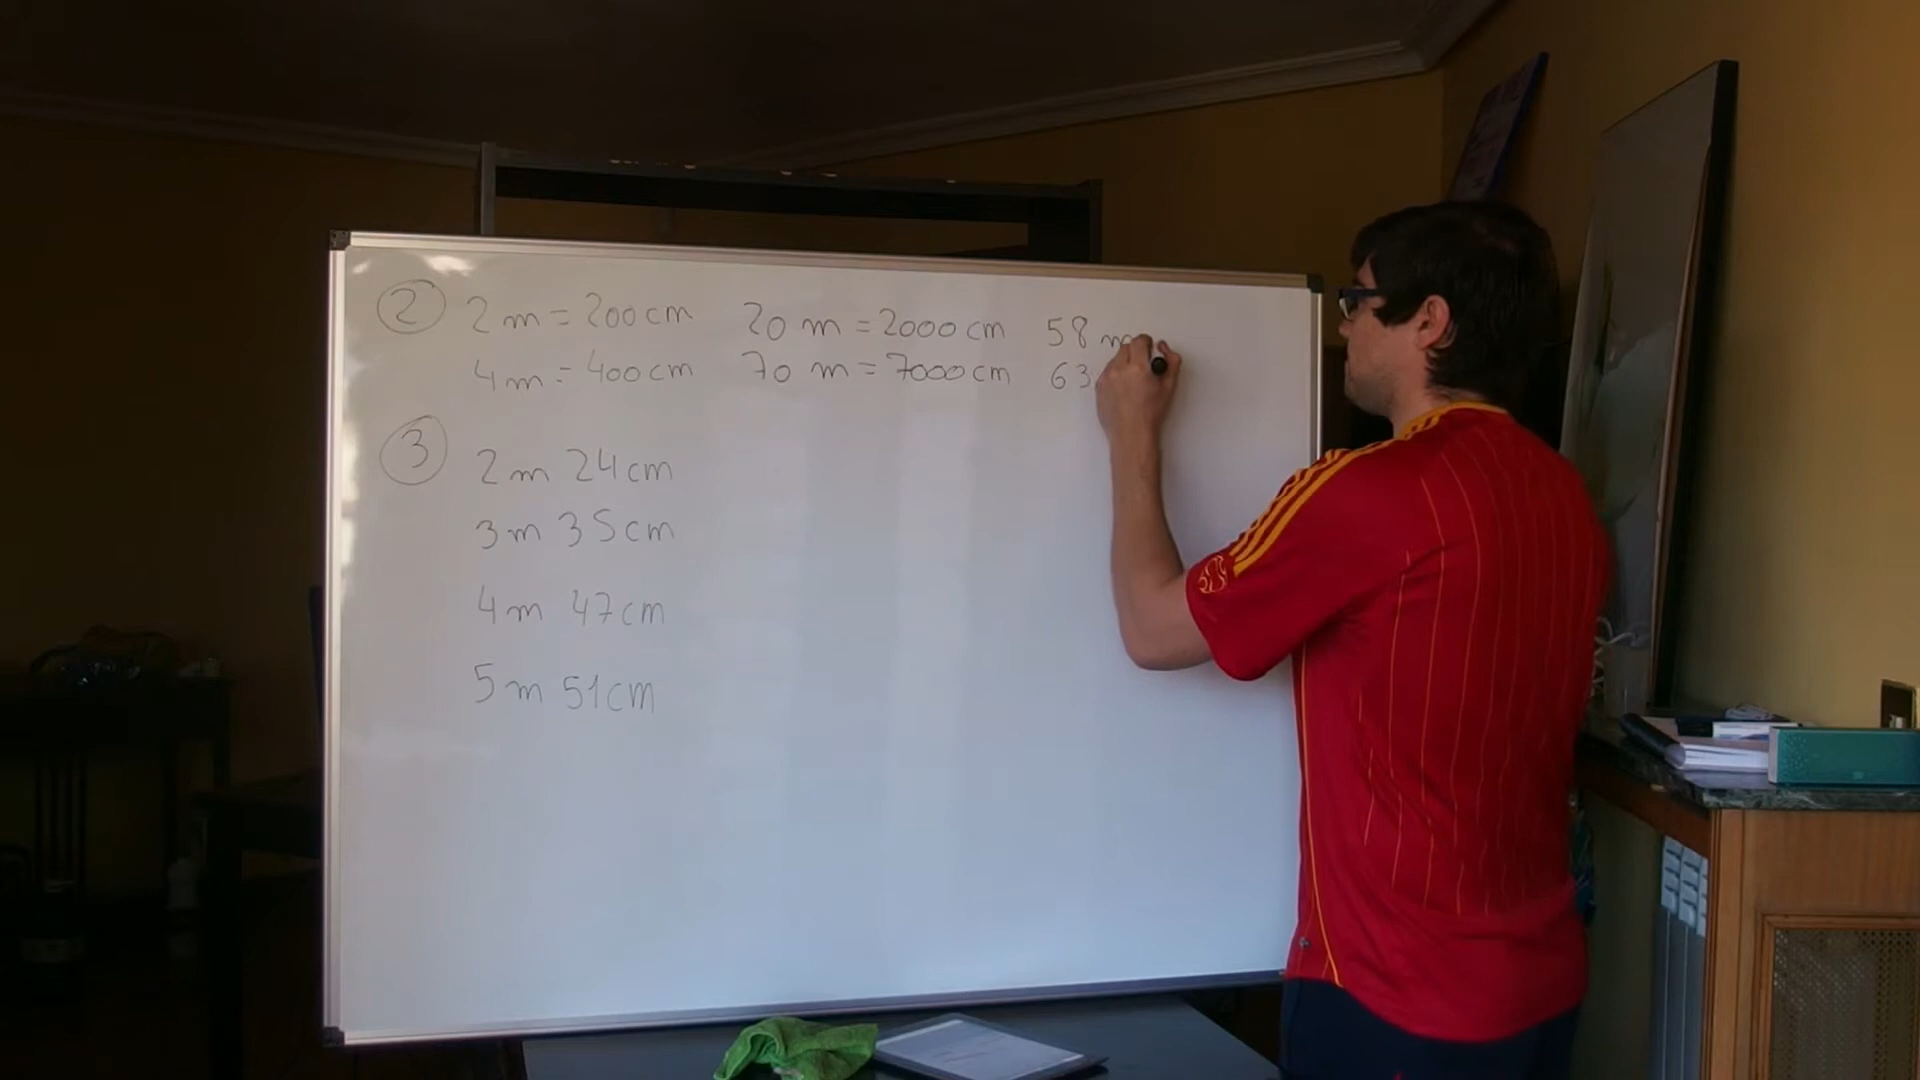 ② 2 m = 200 cm 20 m = 2000 cm 58 m
4 m = 400 cm 70 m = 7000 cm 63
③ 2 m 24 cm
3 m 35 cm
4 m 47 cm
5 m 51 cm